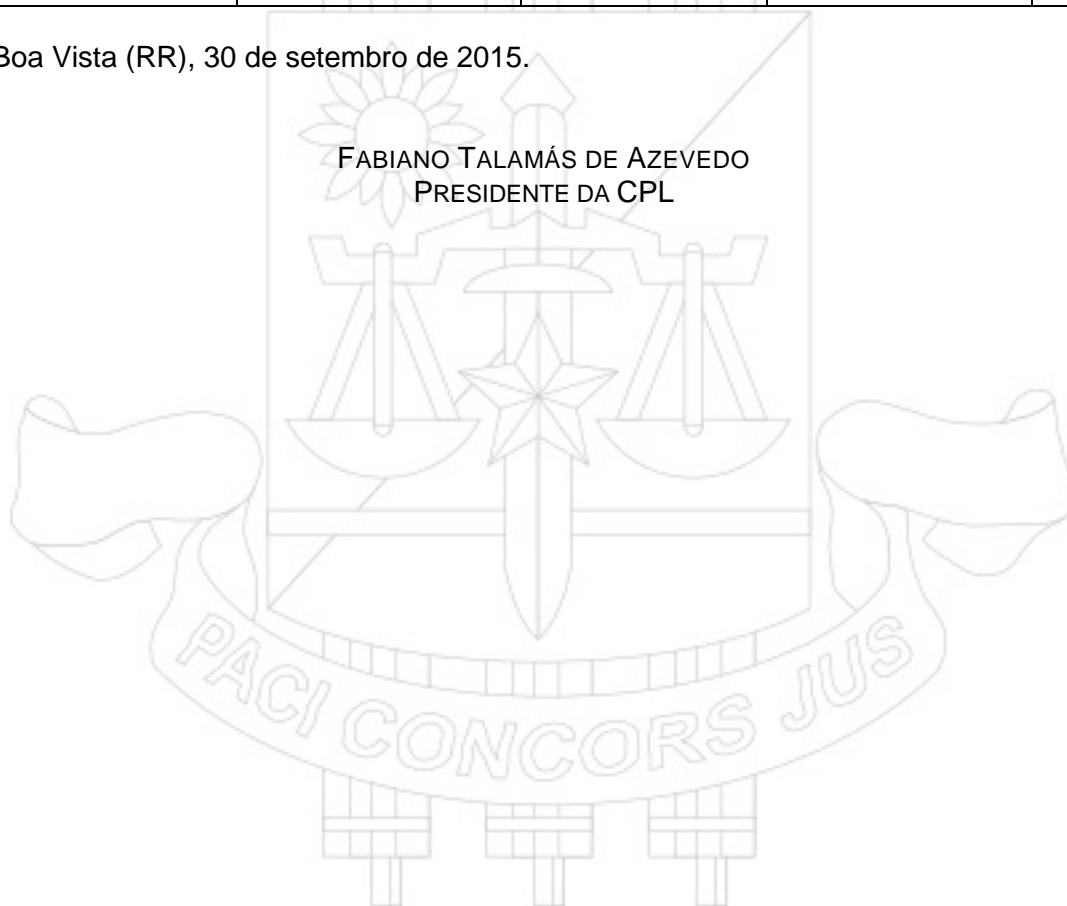 Boa Vista (RR), 30 de setembro de 2015.
FABIANO TALAMÁS DE AZEVEDO
PRESIDENTE DA CPL
PACI CONCORS JUS